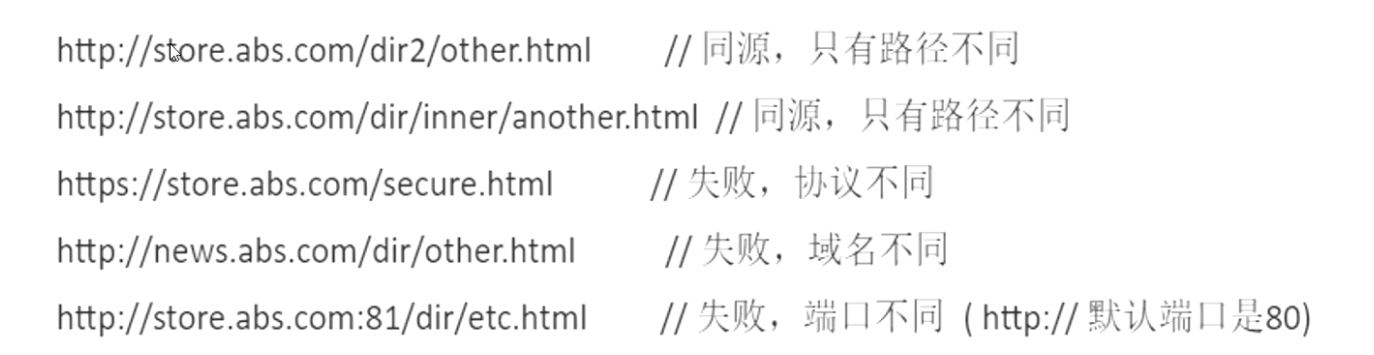 http://store.abs.com/dir2/other.html // 同源，只有路径不同
http://store.abs.com/dir/inner/another.html // 同源，只有路径不同
https://store.abs.com/secure.html // 失败，协议不同
http://news.abs.com/dir/other.html // 失败，域名不同
http://store.abs.com:81/dir/etc.html // 失败，端口不同 ( http:// 默认端口是80)